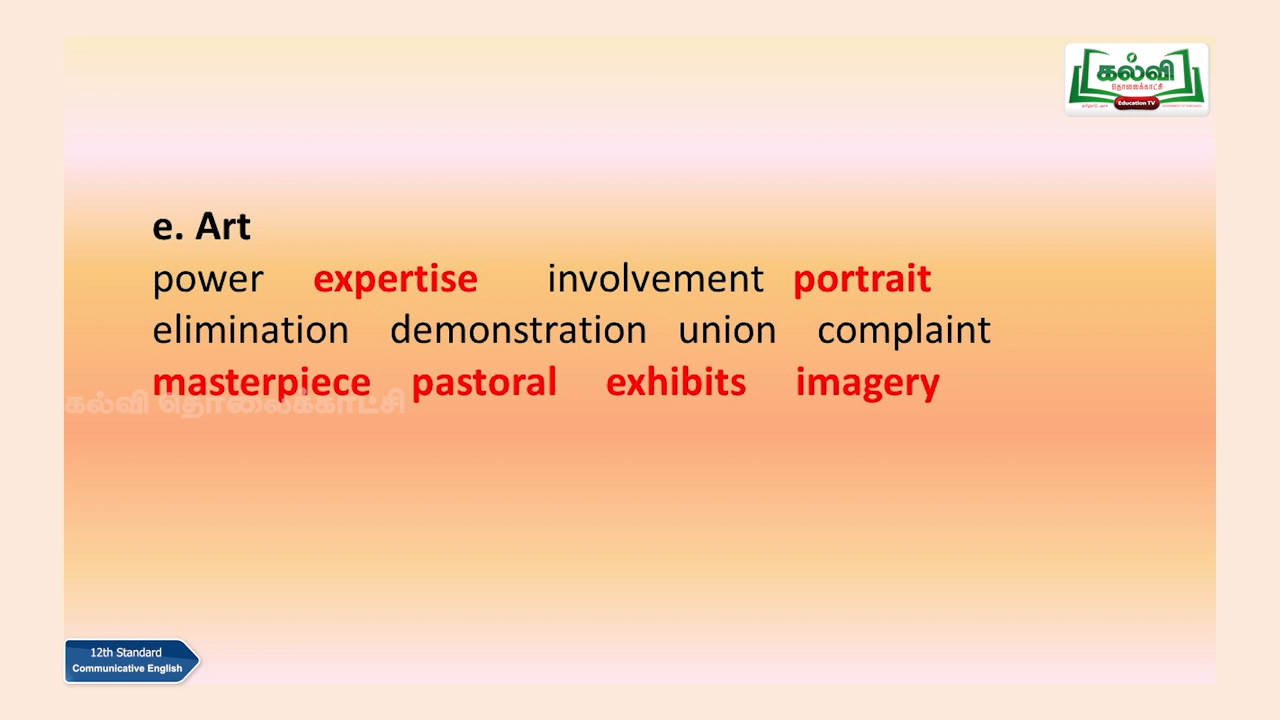 கல்வி
தொலைக்காட்சி
Education TV
e. Art
power expertise involvement portrait
elimination demonstration union complaint
masterpiece pastoral exhibits imagery
கல்வி தொலைக்காட்சி
12th Standard
Communicative English